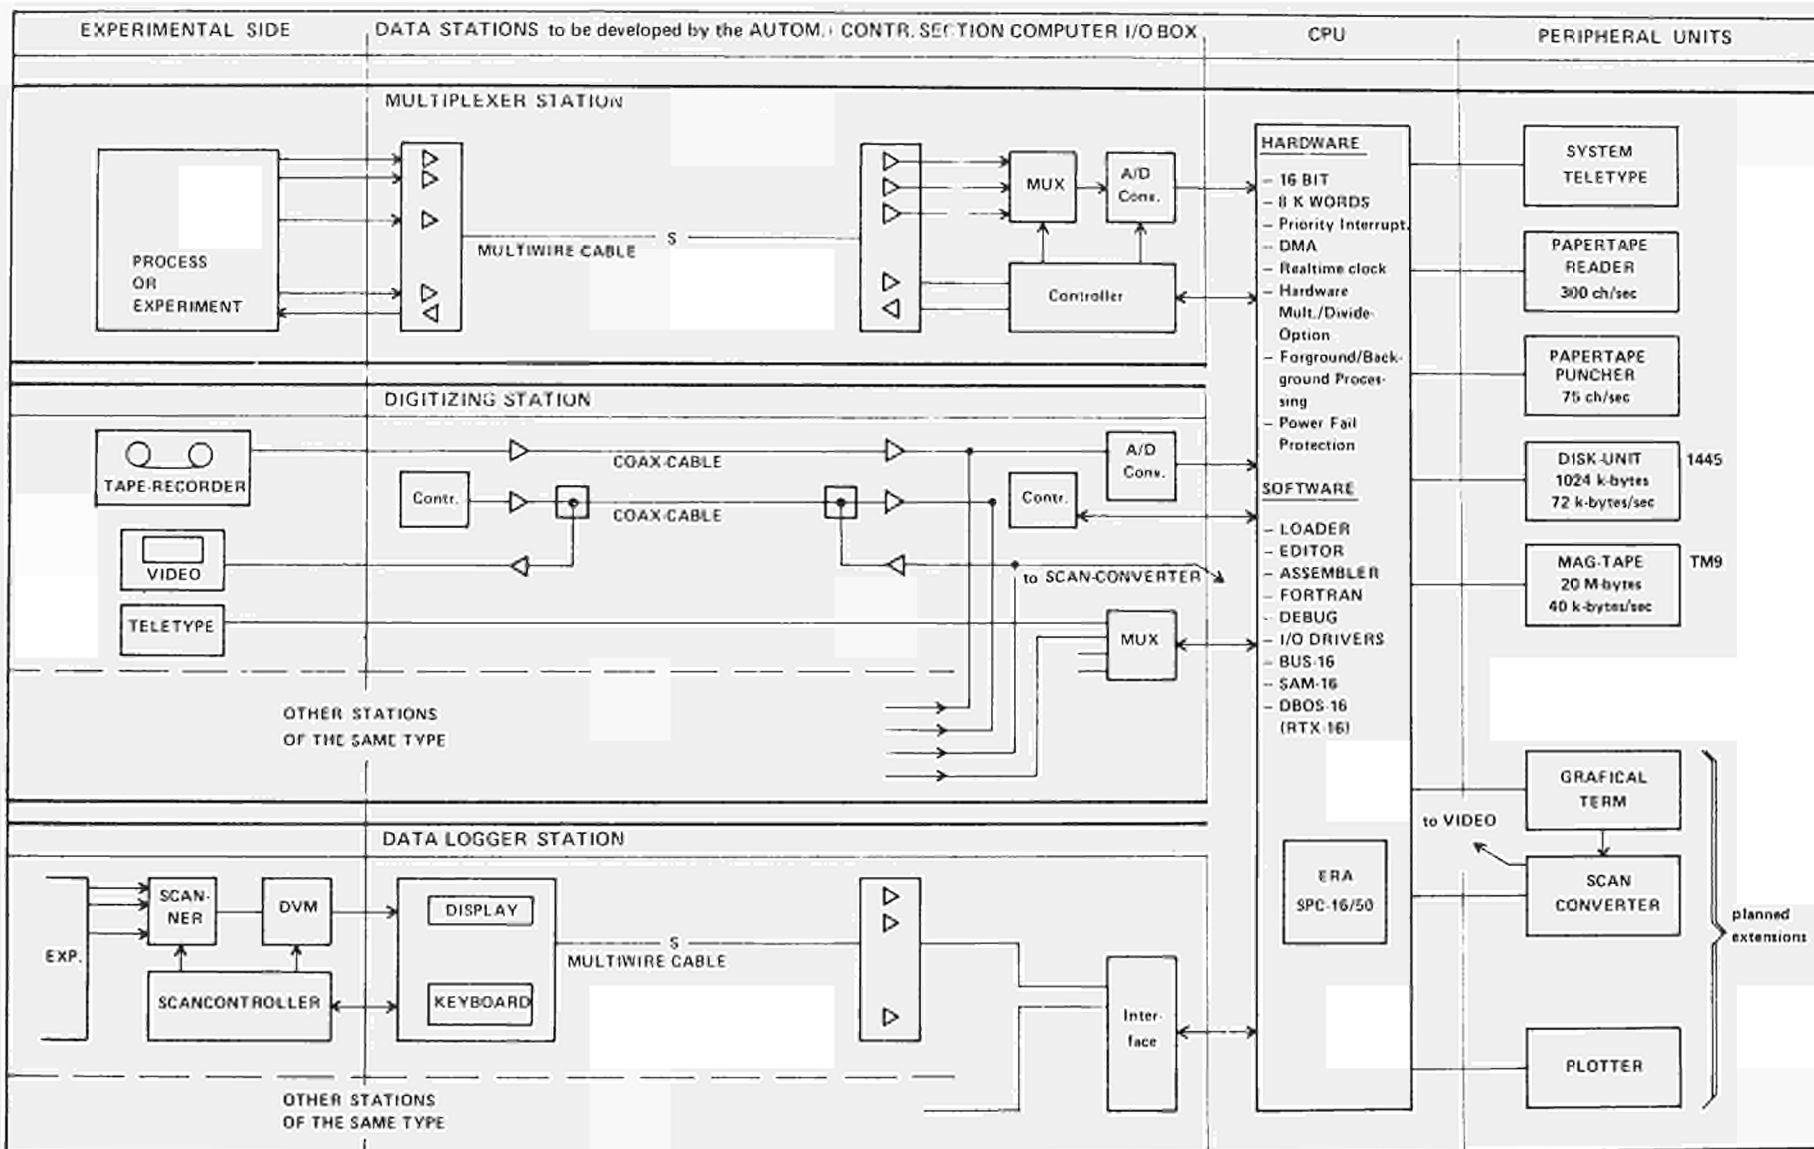 EXPERIMENTAL SIDE
DATA STATIONS to be developed by the AUTOM. CONTR. SECTION COMPUTER I/O BOX
CPU
PERIPHERAL UNITS
MULTIPLEXER STATION
PROCESS
OR
EXPERIMENT
MULTIWIRE CABLE
S
MUX
A/D
Conv.
Controller
HARDWARE
– 16 BIT
– 8 K WORDS
– Priority Interrupt.
– DMA
– Realtime clock
– Hardware
Mult./Divide-
Option
– Forground/Back-
ground Proces-
sing
– Power Fail
Protection
SOFTWARE
– LOADER
– EDITOR
– ASSEMBLER
– FORTRAN
– DEBUG
– I/O DRIVERS
– BUS-16
– SAM-16
– DBOS-16
(RTX-16)
ERA
SPC-16/50
SYSTEM
TELETYPE
PAPERTAPE
READER
300 ch/sec
PAPERTAPE
PUNCHER
75 ch/sec
DISK-UNIT
1024 k-bytes
72 k-bytes/sec
1445
MAG-TAPE
20 M-bytes
40 k-bytes/sec
TM9
GRAFICAL
TERM
to VIDEO
SCAN
CONVERTER
planned
extensions
PLOTTER
DIGITIZING STATION
TAPE-RECORDER
COAX-CABLE
A/D
Conv.
Contr.
COAX-CABLE
Contr.
VIDEO
to SCAN-CONVERTER
TELETYPE
MUX
OTHER STATIONS
OF THE SAME TYPE
DATA LOGGER STATION
EXP.
SCAN-
NER
DVM
SCANCONTROLLER
DISPLAY
KEYBOARD
S
MULTIWIRE CABLE
Inter-
face
OTHER STATIONS
OF THE SAME TYPE